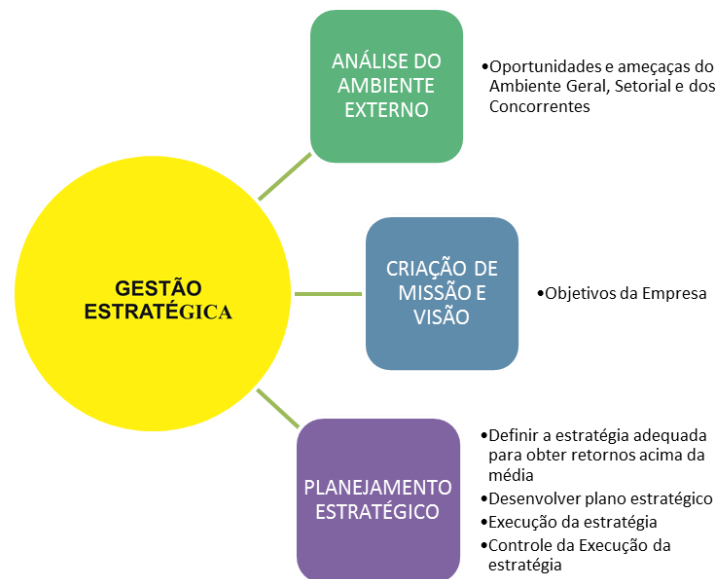 ANÁLISE DO
AMBIENTE
EXTERNO
•Oportunidades e ameaças do
Ambiente Geral, Setorial e dos
Concorrentes
GESTÃO
ESTRATÉGICA
CRIAÇÃO DE
MISSÃO E
VISÃO
•Objetivos da Empresa
PLANEJAMENTO
ESTRATÉGICO
•Definir a estratégia adequada
para obter retornos acima da
média
•Desenvolver plano estratégico
•Execução da estratégia
•Controle da Execução da
estratégia